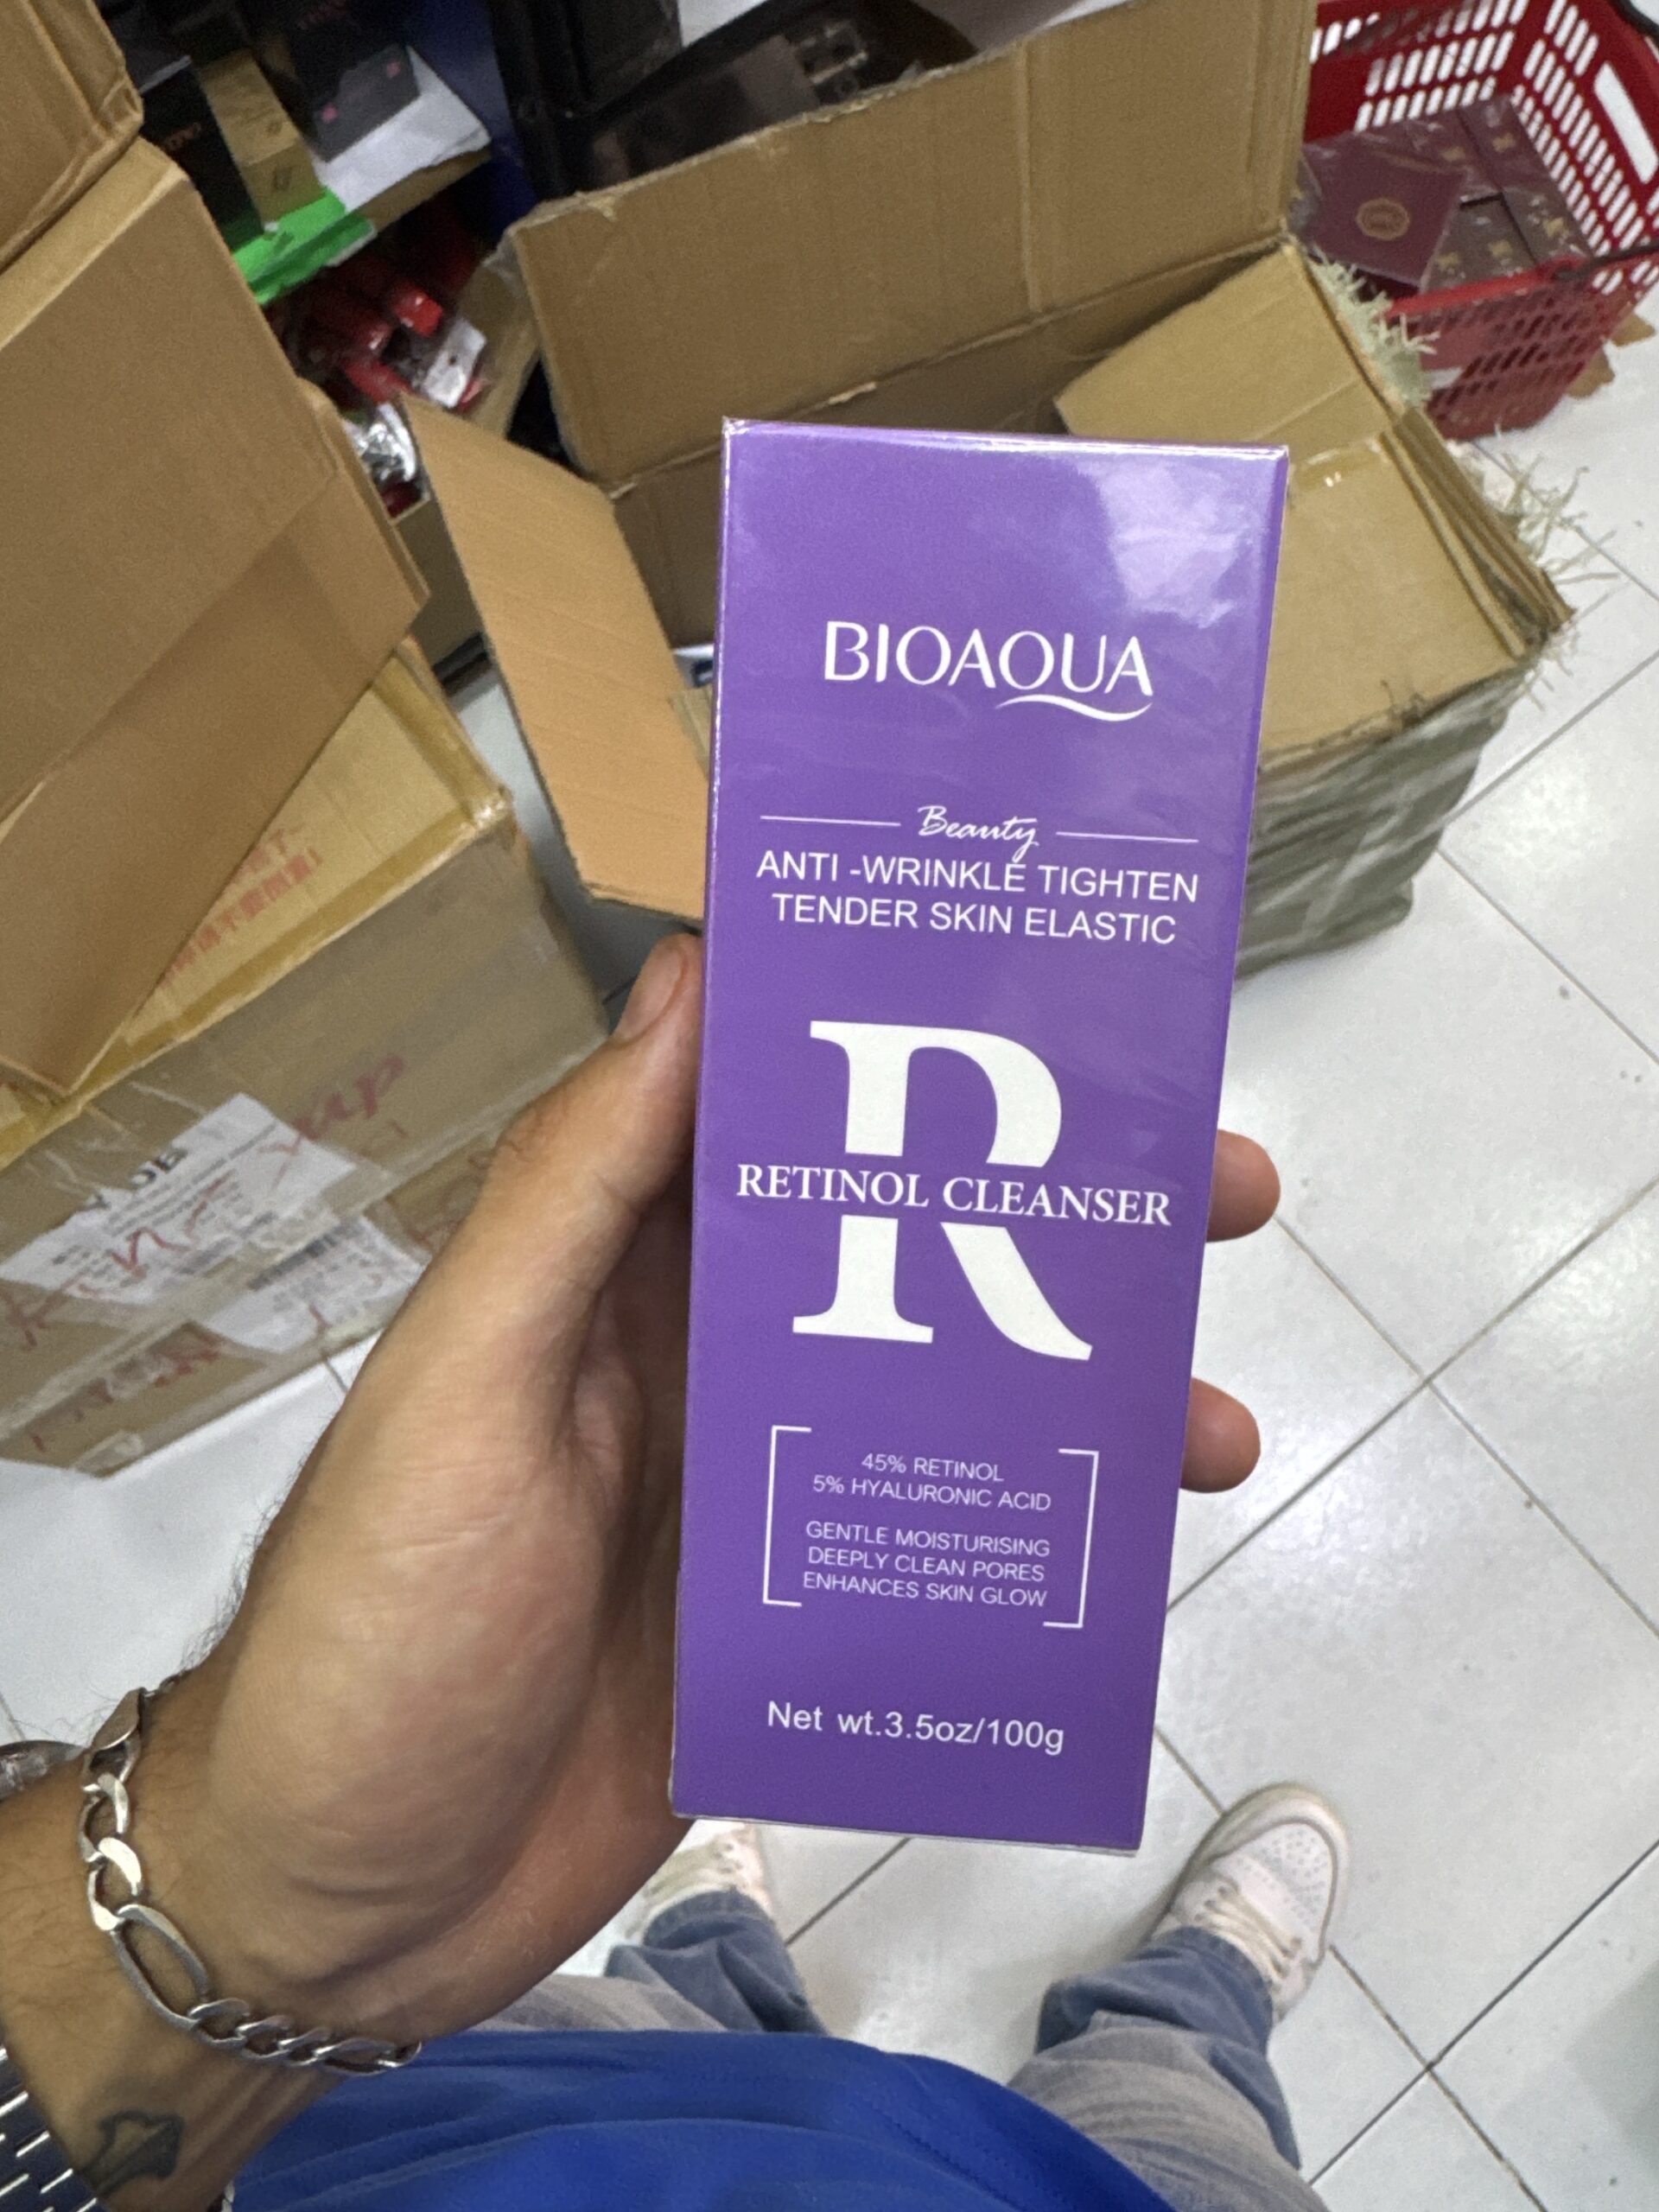 BIOAQUA
Beauty
ANTI -WRINKLE TIGHTEN
TENDER SKIN ELASTIC
R
RETINOL CLEANSER
45% RETINOL
5% HYALURONIC ACID
GENTLE MOISTURISING
DEEPLY CLEAN PORES
ENHANCES SKIN GLOW
Net wt.3.5oz/100g